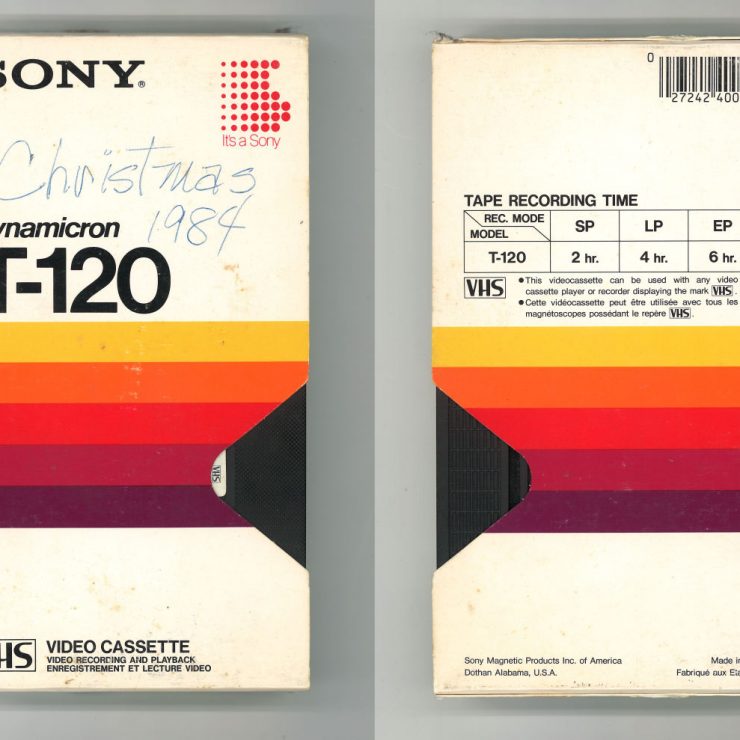 SONY®
It's a Sony
Christmas
1984
ynamicron
T-120
VHS
VHS
VIDEO CASSETTE
VIDEO RECORDING AND PLAYBACK
ENREGISTREMENT ET LECTURE VIDEO
0
27242 400
TAPE RECORDING TIME
REC. MODE SP LP EP
MODEL
T-120 2 hr. 4 hr. 6 hr.
VHS
•This videocassette can be used with any video
cassette player or recorder displaying the mark VHS.
•Cette vidéocassette peut être utilisée avec tous les
magnétoscopes possédant le repère VHS.
Sony Magnetic Products Inc. of America
Dothan Alabama, U.S.A.
Made in
Fabriqué aux Eta